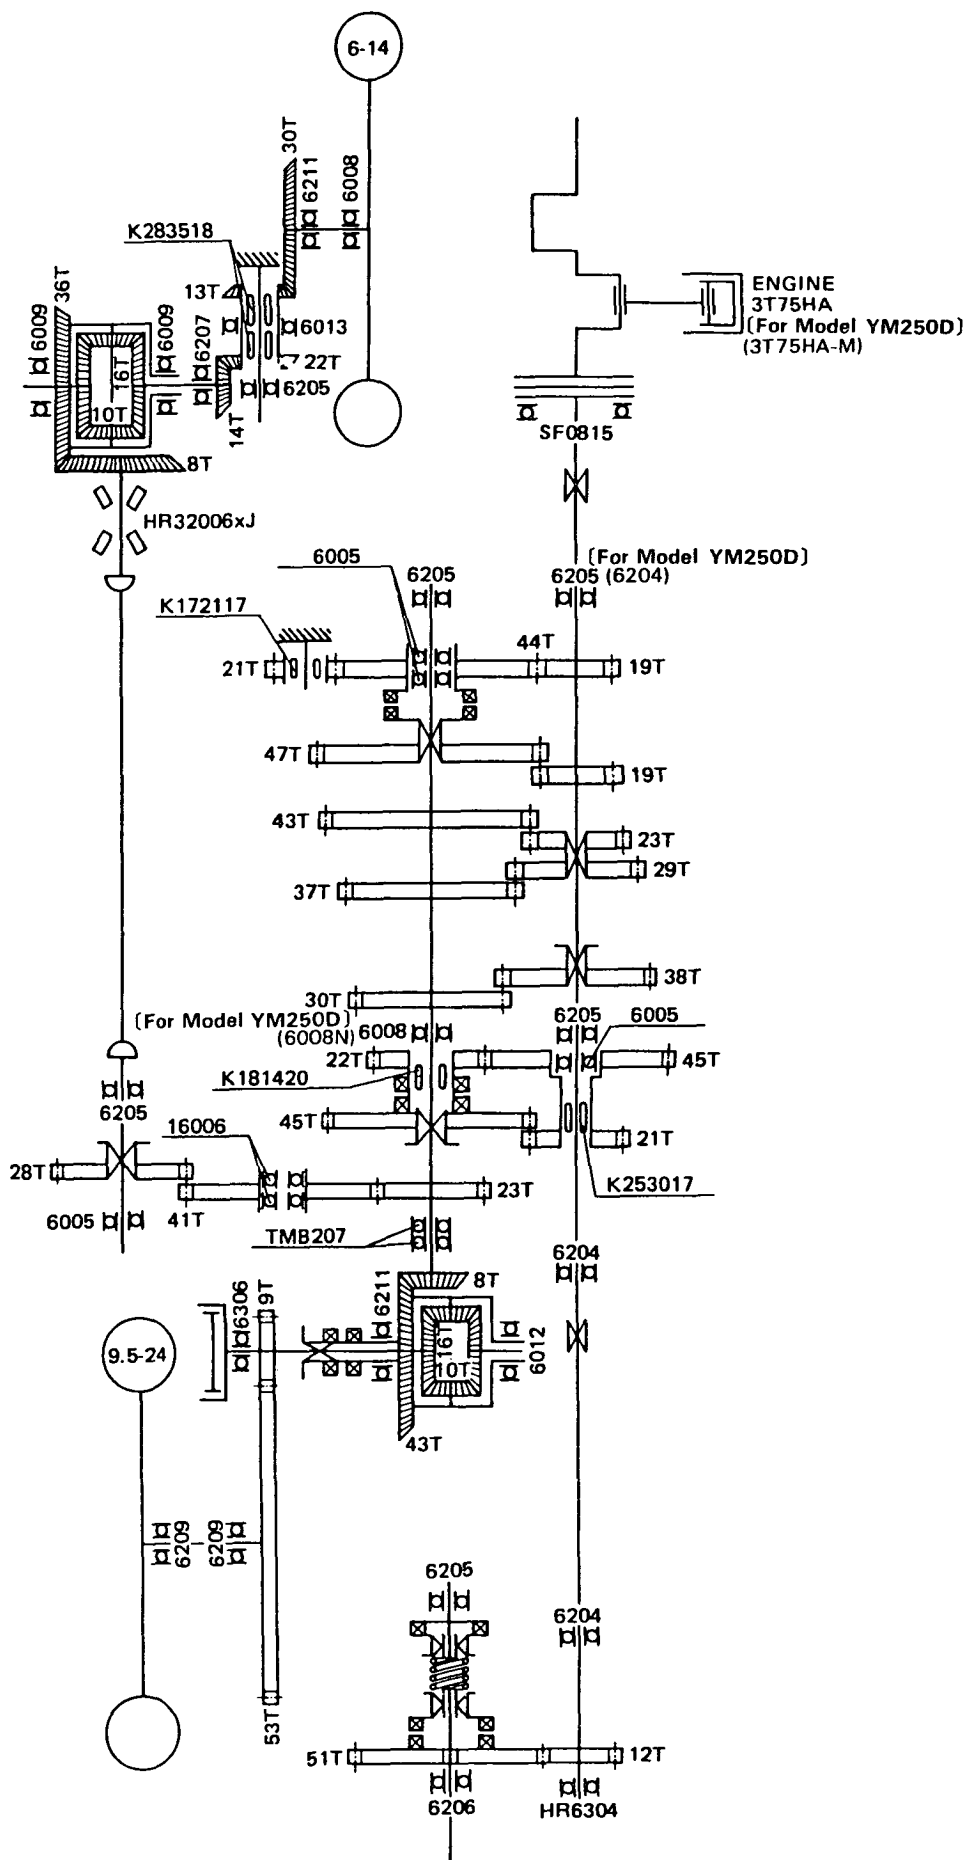 6-14
30T
6211
6008
K283518
36T
6009
13T
6009
6207
6013
22T
6205
16T
10T
14T
8T
ENGINE
3T75HA
(For Model YM250D)
(3T75HA-M)
SF0815
HR32006xJ
(For Model YM250D)
6205 (6204)
6005
6205
K172117
44T
21T
19T
47T
19T
43T
23T
29T
37T
38T
30T
(For Model YM250D)
(6008N)
6008
6205
6005
22T
45T
K181420
6205
45T
21T
16006
28T
41T
23T
K253017
6005
TMB207
6204
8T
6306
9T
6211
9.5-24
16T
10T
6012
43T
6209
6209
6205
6204
53T
51T
12T
6206
HR6304